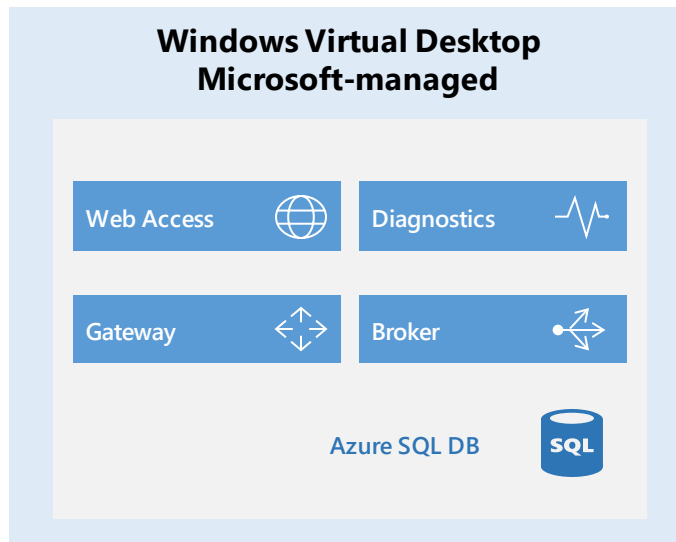 Windows Virtual Desktop
Microsoft-managed
Web Access
Diagnostics
Gateway
Broker
Azure SQL DB
SQL